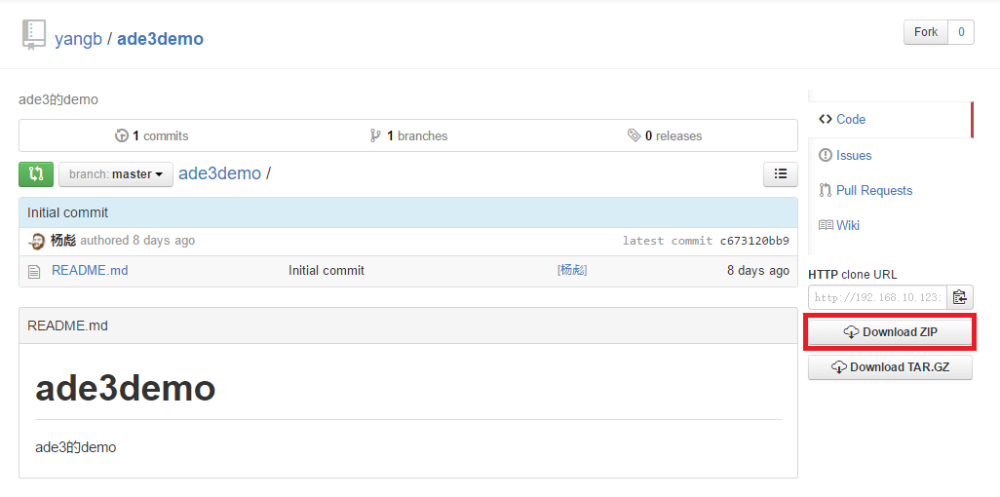 yangb / ade3demo
Fork 0
ade3的demo
1 commits 1 branches 0 releases
branch: master ade3demo /
Initial commit
杨彪 authored 8 days ago latest commit c673120bb9
README.md Initial commit [杨彪] 8 days ago
README.md
ade3demo
ade3的demo
Code
Issues
Pull Requests
Wiki
HTTP clone URL
http://192.168.10.123:
Download ZIP
Download TAR.GZ